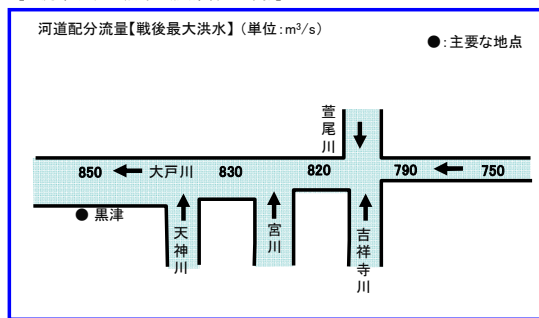 河道配分流量【戦後最大洪水】 (単位:m³/s)
●:主要な地点
萱尾川
850 ← 大戸川 830 820 790 ← 750
● 黒津
天神川
宮川
吉祥寺川